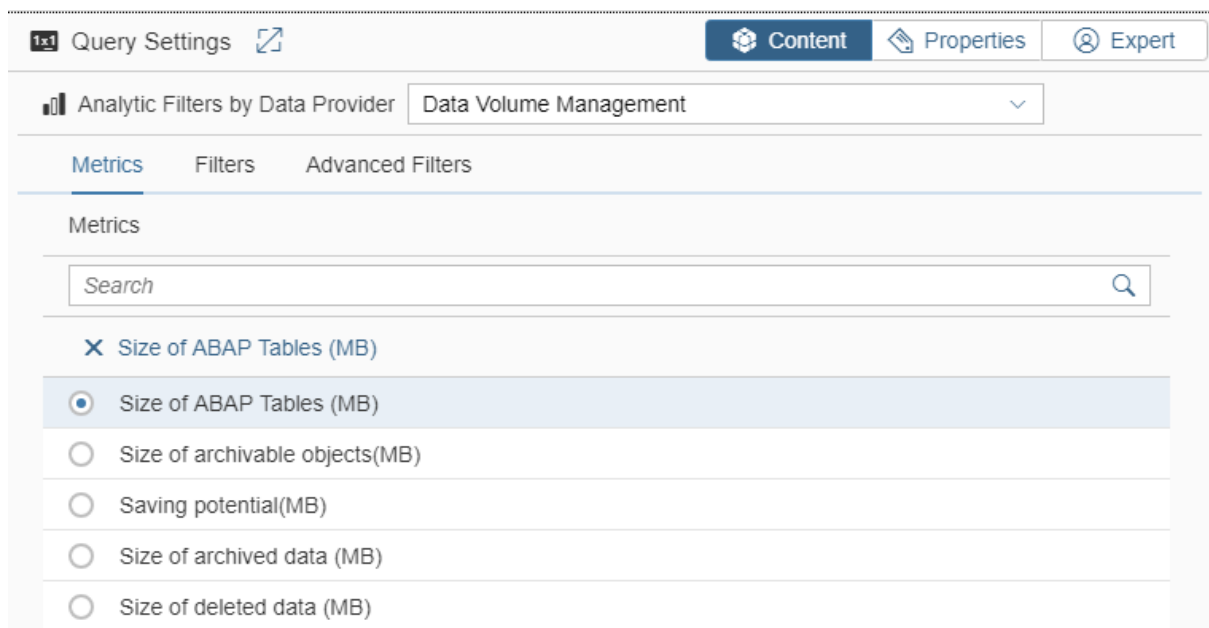 1x1 Query Settings Content Properties Expert
Analytic Filters by Data Provider Data Volume Management
Metrics Filters Advanced Filters
Metrics
Search
Size of ABAP Tables (MB)
Size of ABAP Tables (MB)
Size of archivable objects(MB)
Saving potential(MB)
Size of archived data (MB)
Size of deleted data (MB)